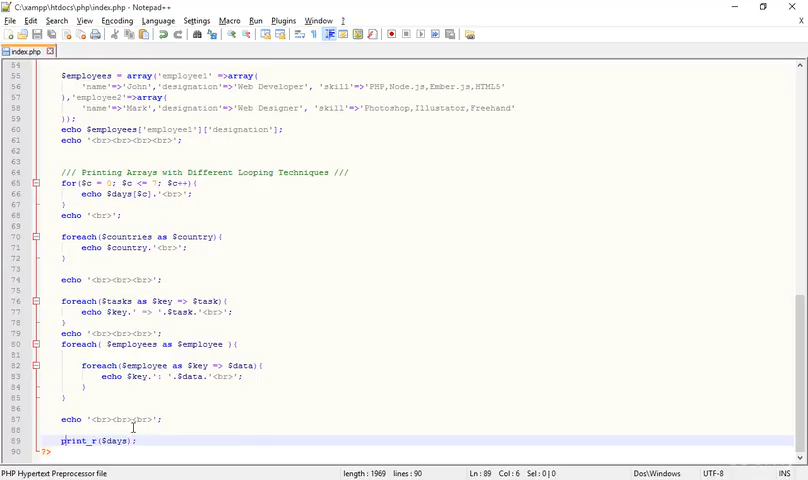 C:\xampp\htdocs\php\index.php - Notepad++
File Edit Search View Encoding Language Settings Macro Run Plugins Window ?
X
index.php
54
55 $employees = array('employee1' =>array(
56 'name'=>'John','designation'=>'Web Developer', 'skill'=>'PHP,Node.js,Ember.js,HTML5'
57 ),'employee2'=>array(
58 'name'=>'Mark','designation'=>'Web Designer', 'skill'=>'Photoshop,Illustator,Freehand'
59 ));
60 echo $employees['employee1']['designation'];
61 echo '<br><br><br><br>';
62
63
64 /// Printing Arrays with Different Looping Techniques ///
65 for($c = 0; $c <= 7; $c++){
66 echo $days[$c].'<br>';
67 }
68 echo '<br>';
69
70 foreach($countries as $country){
71 echo $country.'<br>';
72 }
73
74 echo '<br><br><br>';
75
76 foreach($tasks as $key => $task){
77 echo $key.' => '.$task.'<br>';
78 }
79 echo '<br><br><br>';
80 foreach( $employees as $employee ){
81
82 foreach($employee as $key => $data){
83 echo $key.': '.$data.'<br>';
84 }
85 }
86
87 echo '<br><br><br>';
88
89 print_r($days);
90 ?>
PHP Hypertext Preprocessor file length : 1969 lines : 90 Ln : 89 Col : 6 Sel : 0 | 0 Dos\Windows UTF-8 INS